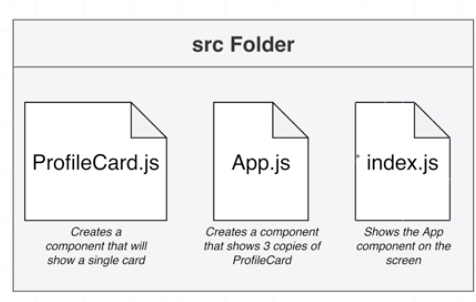 src Folder
ProfileCard.js
App.js
index.js
Creates a
component that will
show a single card
Creates a component
that shows 3 copies of
ProfileCard
Shows the App
component on the
screen